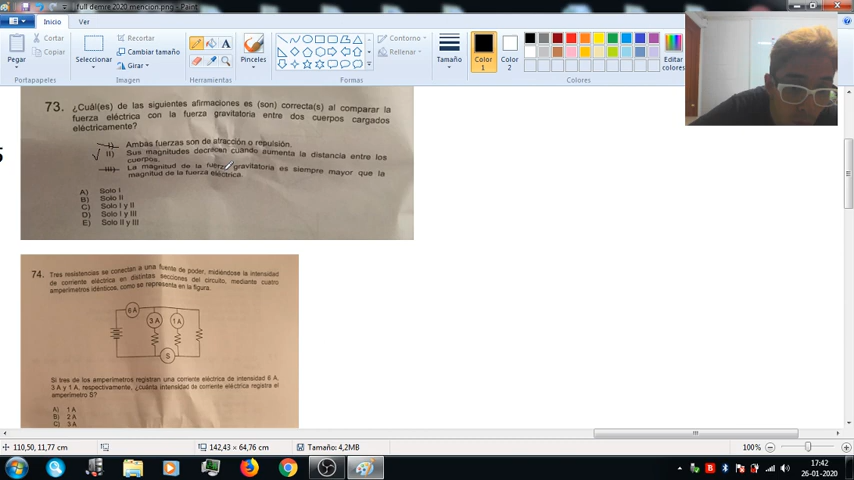 full demre 2020 mencion.png - Paint
Inicio
Ver
Pegar
Cortar
Copiar
Portapapeles
Seleccionar
Recortar
Cambiar tamaño
Girar
Imagen
Herramientas
Pinceles
Contorno
Rellenar
Formas
Tamaño
Color 1
Color 2
Editar colores
Colores
73. ¿Cuál(es) de las siguientes afirmaciones es (son) correcta(s) al comparar la
fuerza eléctrica con la fuerza gravitatoria entre dos cuerpos cargados
eléctricamente?
I) Ambas fuerzas son de atracción o repulsión.
II) Sus magnitudes decrecen cuando aumenta la distancia entre los
cuerpos.
III) La magnitud de la fuerza gravitatoria es siempre mayor que la
magnitud de la fuerza eléctrica.
A) Solo I
B) Solo II
C) Solo I y II
D) Solo I y III
E) Solo II y III
74. Tres resistencias se conectan a una fuente de poder, midiéndose la intensidad
de corriente eléctrica en distintas secciones del circuito, mediante cuatro
amperímetros idénticos, como se representa en la figura.
6 A
3 A
1 A
S
Si tres de los amperímetros registran una corriente eléctrica de intensidad 6 A,
3 A y 1 A, respectivamente, ¿cuánta intensidad de corriente eléctrica registra el
amperímetro S?
A) 1 A
B) 2 A
C) 3 A
110,50, 11,77 cm
142,43 × 64,76 cm
Tamaño: 4,2MB
100%
17:42
26-01-2020